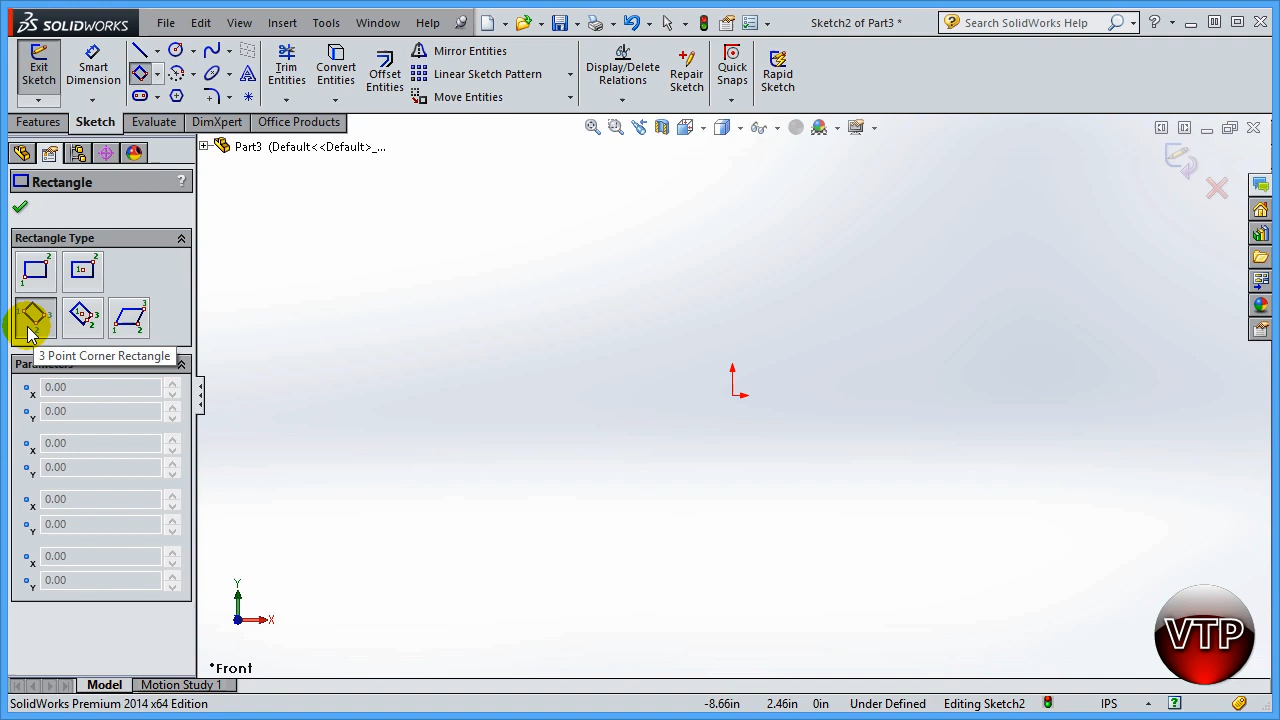 SOLIDWORKS File Edit View Insert Tools Window Help Sketch2 of Part3 * Search SolidWorks Help
Exit Sketch
Smart Dimension
Trim Entities
Convert Entities
Offset Entities
Mirror Entities
Linear Sketch Pattern
Move Entities
Display/Delete Relations
Repair Sketch
Quick Snaps
Rapid Sketch
Features Sketch Evaluate DimXpert Office Products
Part3 (Default<<Default>_...
Rectangle ?
Rectangle Type
3 Point Corner Rectangle
Parameters
X 0.00
Y 0.00
X 0.00
Y 0.00
X 0.00
Y 0.00
X 0.00
Y 0.00
Y
X
*Front
VTP
Model Motion Study 1
SolidWorks Premium 2014 x64 Edition -8.66in 2.46in 0in Under Defined Editing Sketch2 IPS